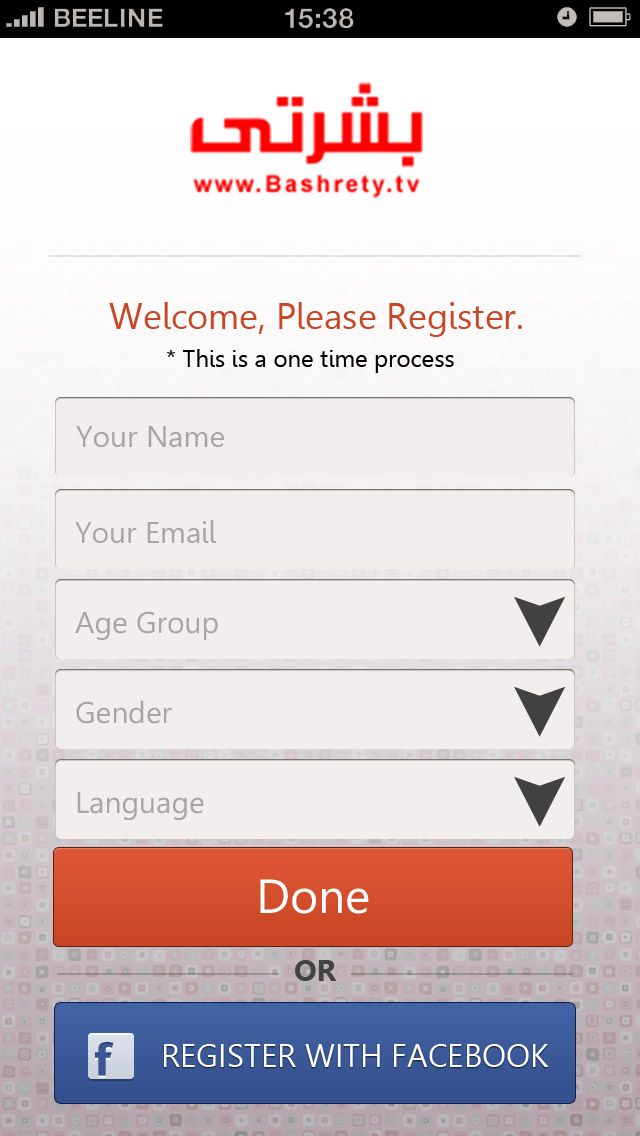 BEELINE 15:38
بشرتى
www.Bashrety.tv
Welcome, Please Register.
* This is a one time process
Your Name
Your Email
Age Group
Gender
Language
Done
OR
f REGISTER WITH FACEBOOK